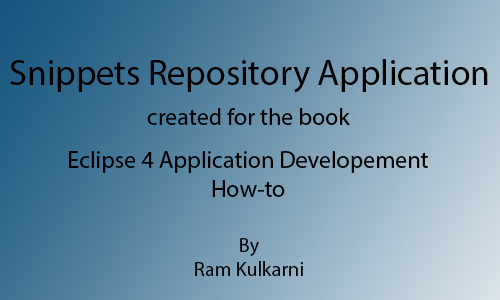 Snippets Repository Application
created for the book
Eclipse 4 Application Developement
How-to
By
Ram Kulkarni